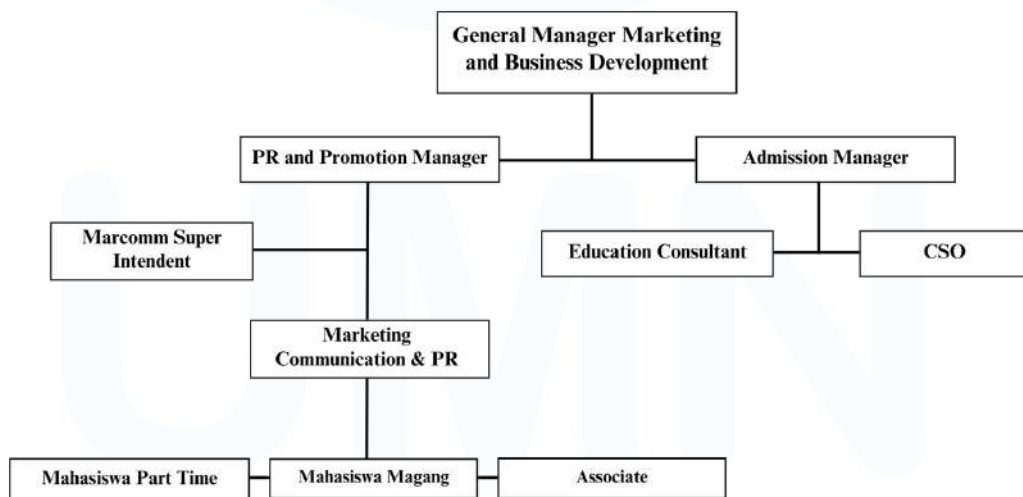 General Manager Marketing
and Business Development
PR and Promotion Manager
Admission Manager
Marcomm Super
Intendent
Education Consultant
CSO
Marketing
Communication & PR
Mahasiswa Part Time
Mahasiswa Magang
Associate
UMN